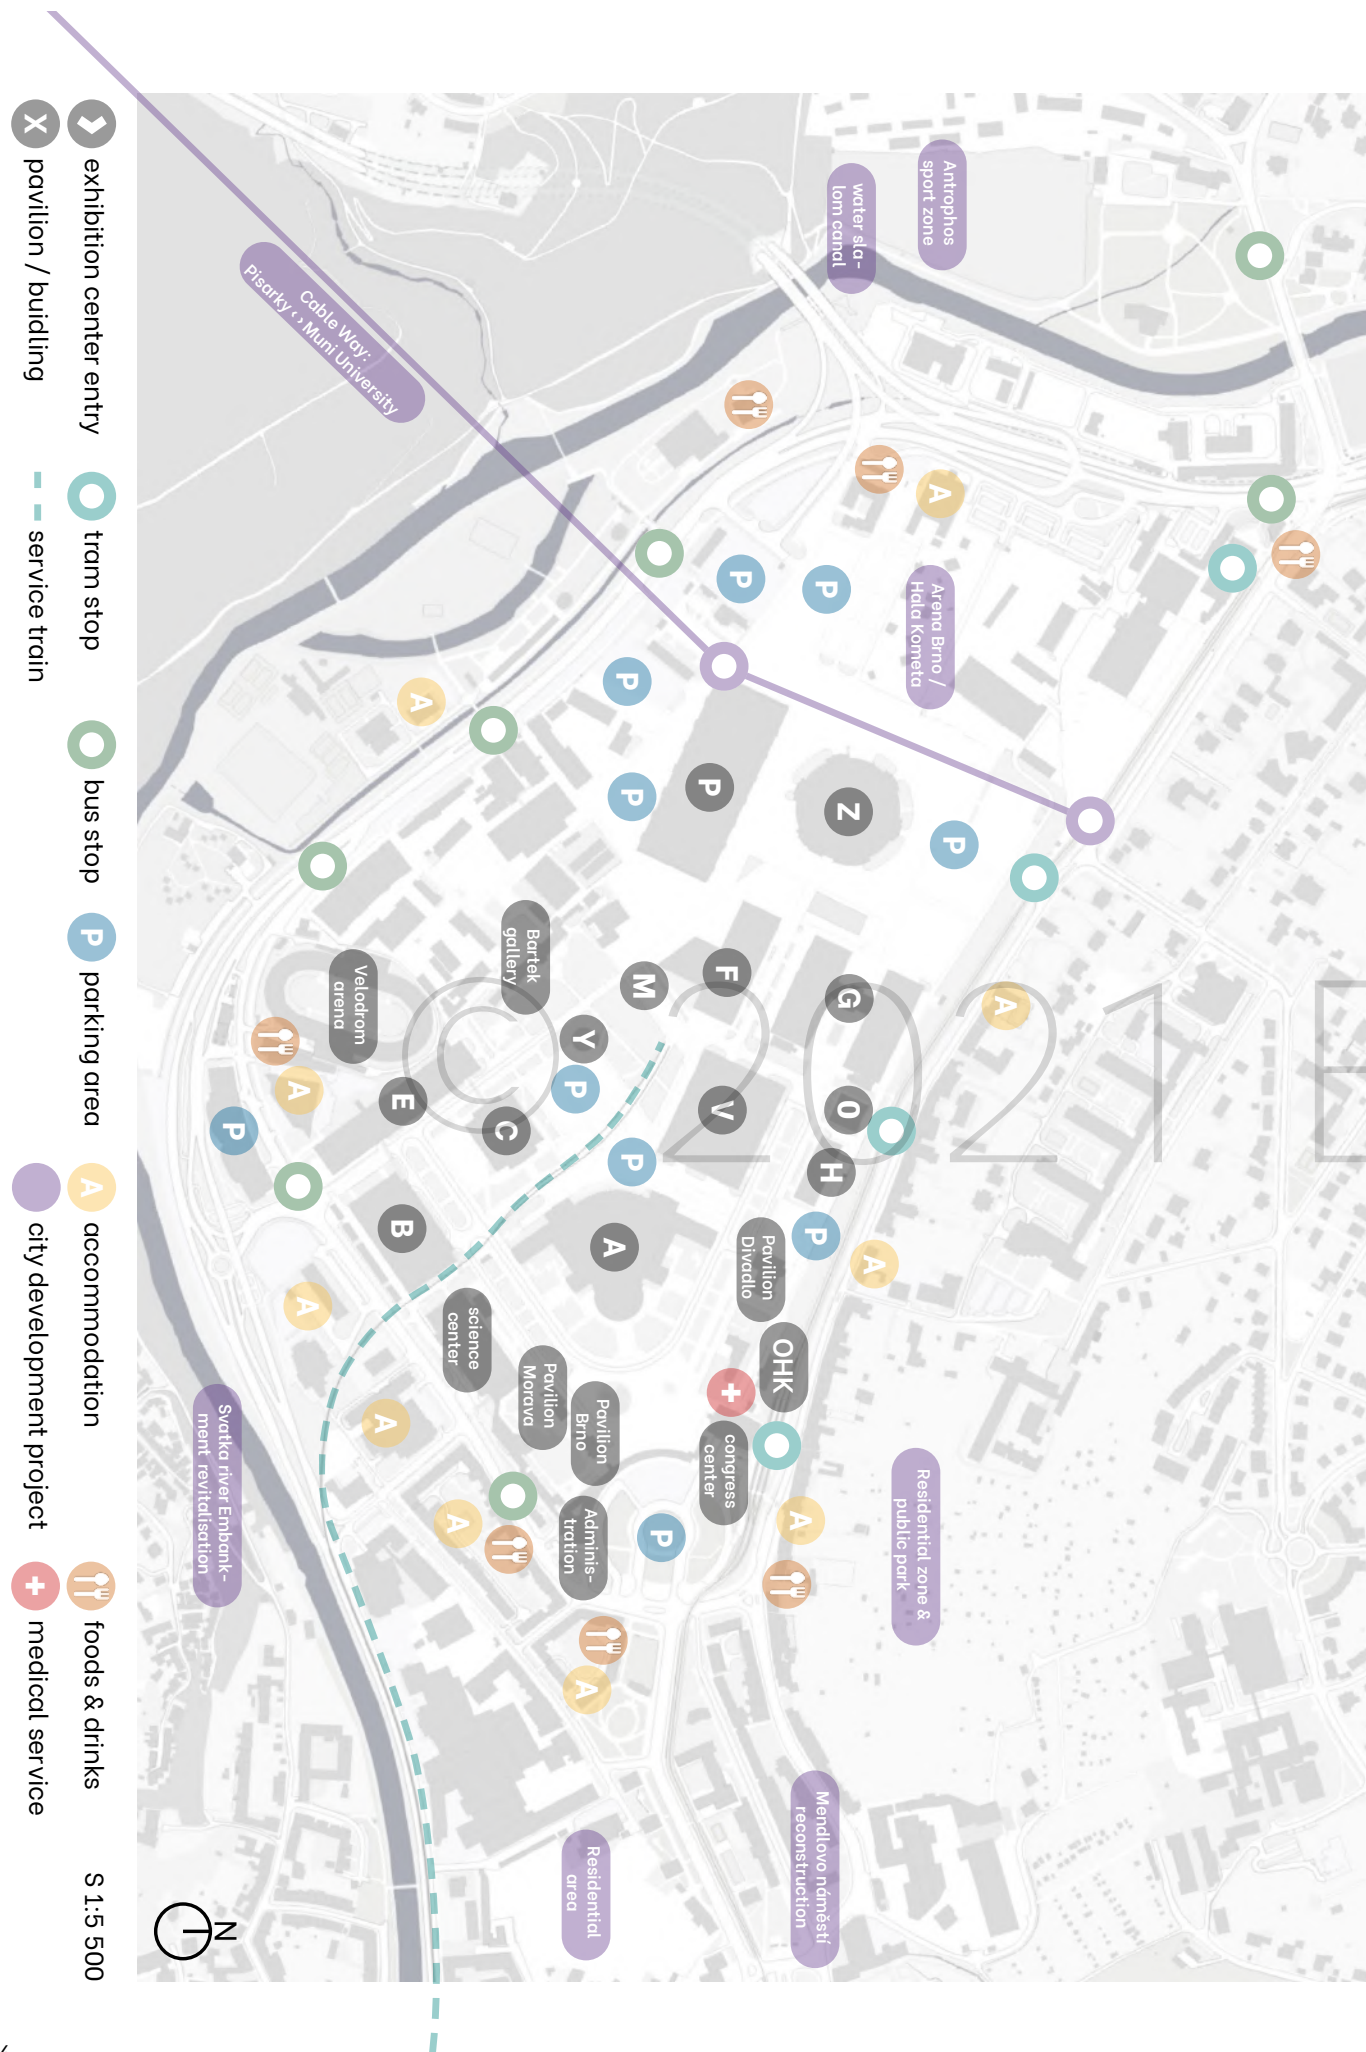 Antrophos
sport zone
water sla-
lom canal
Cable Way:
Pisarky <> Muni University
A
P
P
Arena Brno /
Hala Kometa
P
A
P
P
Z
P
Bartek
gallery
Velodrom
arena
M
F
G
A
Y
P
E
C
V
O
A
P
P
H
B
A
P
A
Pavilion
Divadlo
A
science
center
OHK
Pavilion
Morava
Pavilion
Brno
A
congress
center
Svatka river Embank-
ment revitalisation
Residential zone &
public park
A
Adminis-
tration
P
A
A
Mendlovo náměstí
reconstruction
Residential
area
© 2021 E
exhibition center entry
X pavilion / buidling
tram stop
service train
bus stop
P parking area
A accommodation
city development project
foods & drinks
medical service
S 1:5 500
N